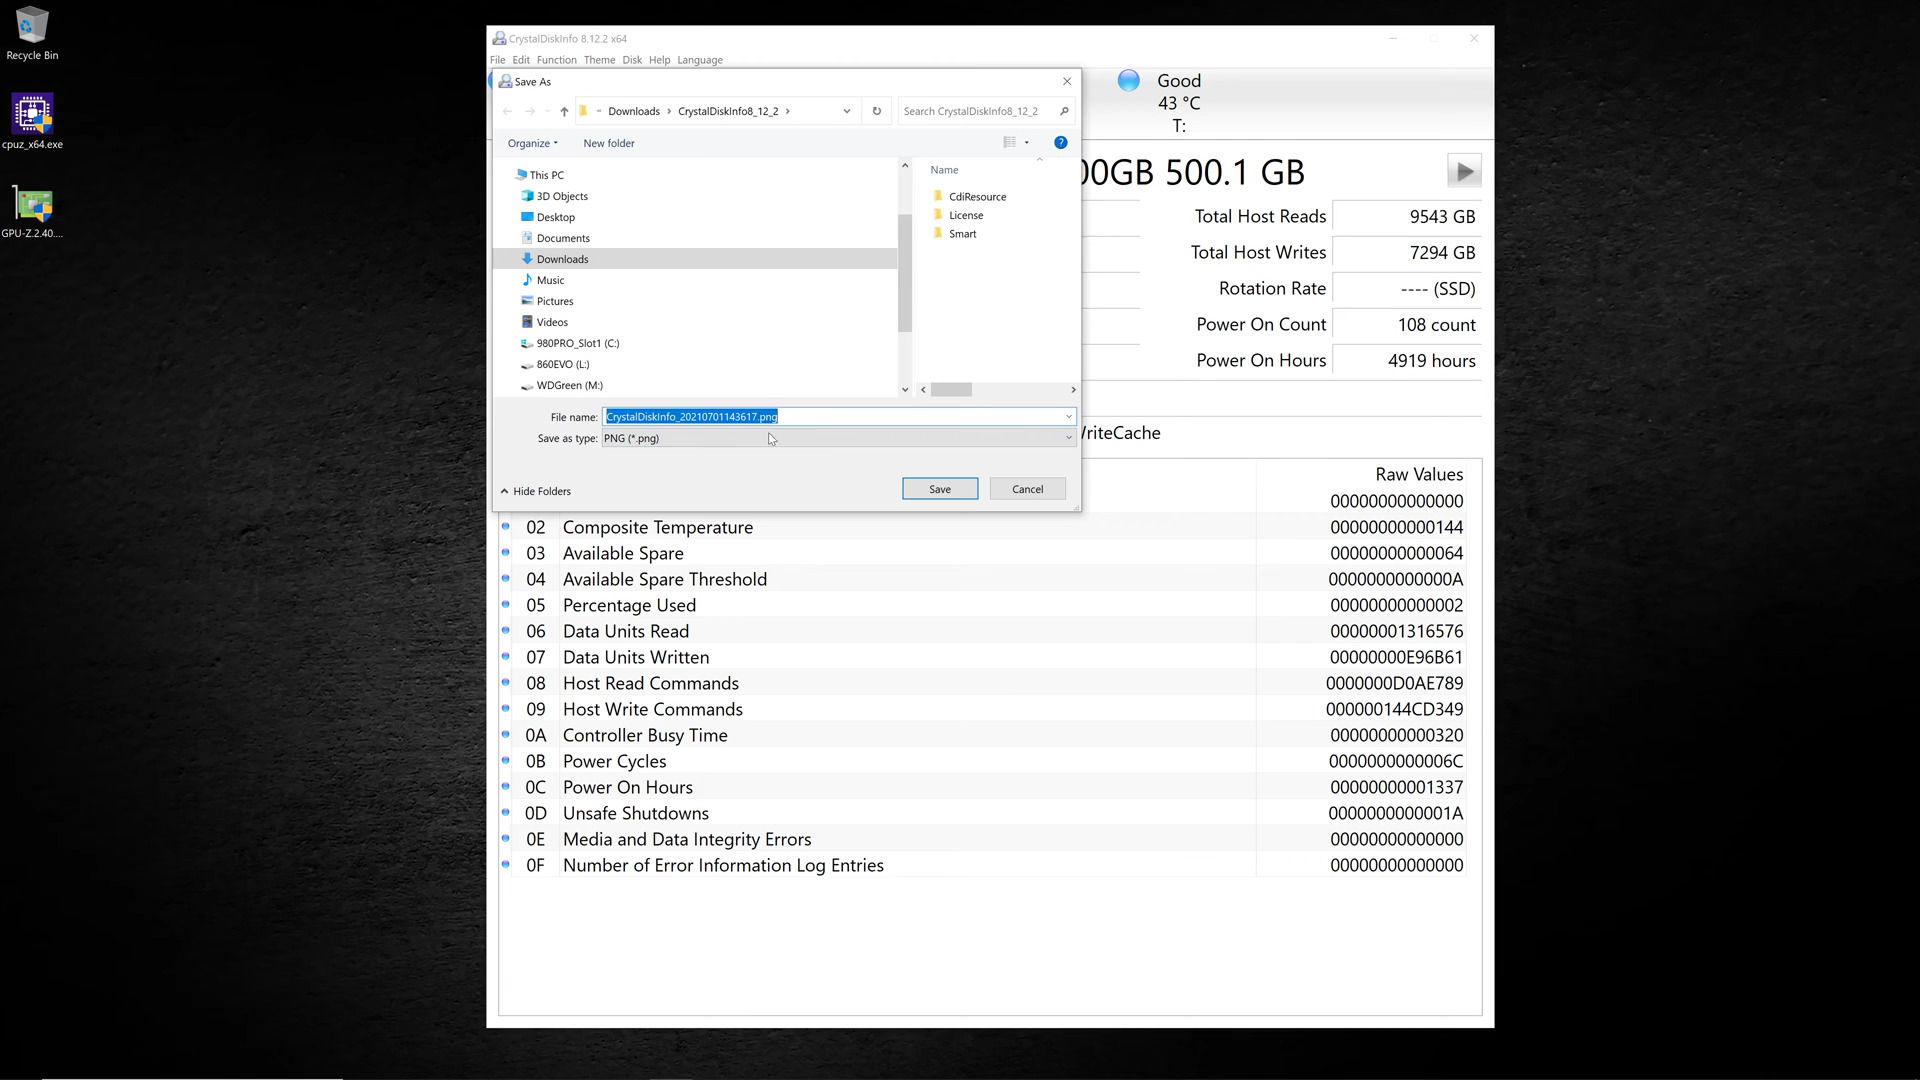 Recycle Bin
cpuz_x64.exe
GPU-Z.2.40....
CrystalDiskInfo 8.12.2 x64
File Edit Function Theme Disk Help Language
Save As
« Downloads > CrystalDiskInfo8_12_2 >
Search CrystalDiskInfo8_12_2
Organize
New folder
This PC
3D Objects
Desktop
Documents
Downloads
Music
Pictures
Videos
980PRO_Slot1 (C:)
860EVO (L:)
WDGreen (M:)
Name
CdiResource
License
Smart
File name: CrystalDiskInfo_20210701143617.png
Save as type: PNG (*.png)
Hide Folders
Save
Cancel
Good
43 °C
T:
00GB 500.1 GB
Total Host Reads 9543 GB
Total Host Writes 7294 GB
Rotation Rate ---- (SSD)
Power On Count 108 count
Power On Hours 4919 hours
riteCache
Raw Values
00000000000000
02 Composite Temperature 00000000000144
03 Available Spare 00000000000064
04 Available Spare Threshold 0000000000000A
05 Percentage Used 00000000000002
06 Data Units Read 00000001316576
07 Data Units Written 00000000E96B61
08 Host Read Commands 0000000D0AE789
09 Host Write Commands 000000144CD349
0A Controller Busy Time 00000000000320
0B Power Cycles 0000000000006C
0C Power On Hours 00000000001337
0D Unsafe Shutdowns 0000000000001A
0E Media and Data Integrity Errors 00000000000000
0F Number of Error Information Log Entries 00000000000000